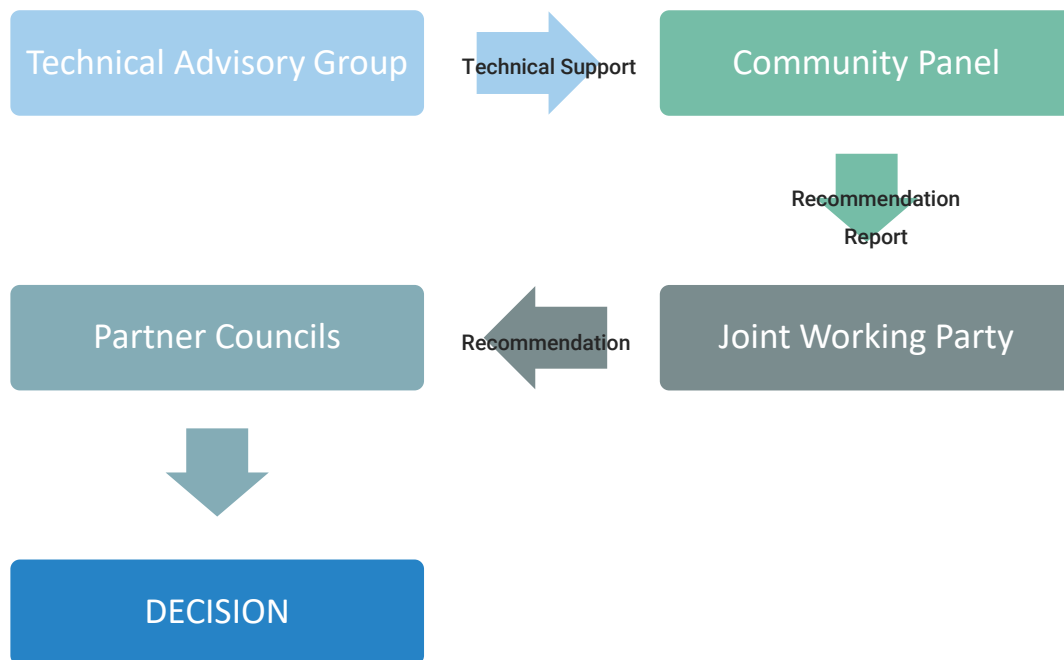 Technical Advisory Group
Technical Support
Community Panel
Recommendation
Report
Joint Working Party
Recommendation
Partner Councils
DECISION